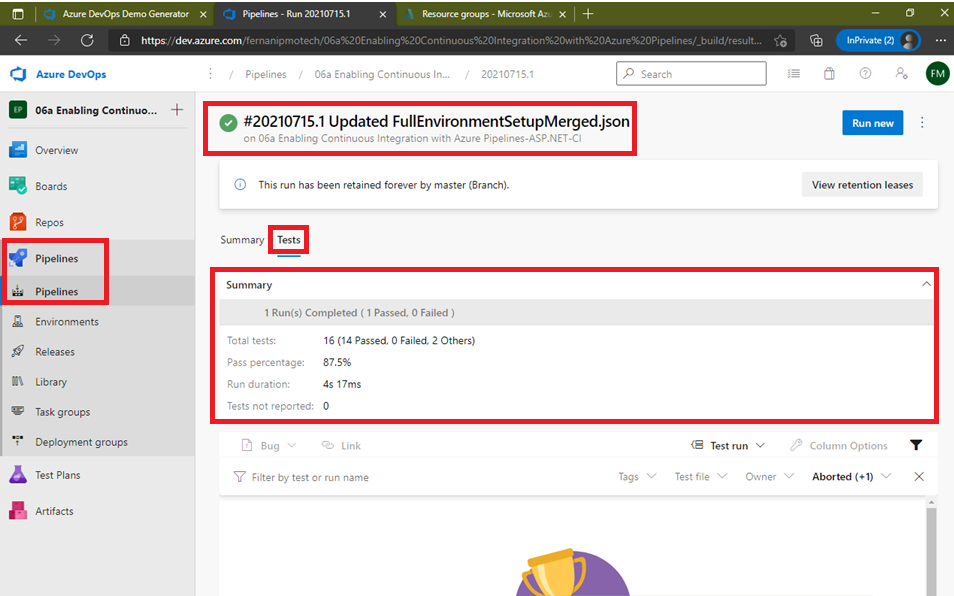 Azure DevOps Demo Generator
Pipelines - Run 20210715.1
Resource groups - Microsoft Azu
https://dev.azure.com/fernanipmotech/06a%20Enabling%20Continuous%20Integration%20with%20Azure%20Pipelines/_build/result...
InPrivate (2)
Azure DevOps
/ Pipelines / 06a Enabling Continuous In... / 20210715.1
Search
FM
EP
06a Enabling Continuo...
Overview
Boards
Repos
Pipelines
Pipelines
Environments
Releases
Library
Task groups
Deployment groups
Test Plans
Artifacts
#20210715.1 Updated FullEnvironmentSetupMerged.json
on 06a Enabling Continuous Integration with Azure Pipelines-ASP.NET-CI
Run new
This run has been retained forever by master (Branch).
View retention leases
Summary Tests
Summary
1 Run(s) Completed ( 1 Passed, 0 Failed )
Total tests: 16 (14 Passed, 0 Failed, 2 Others)
Pass percentage: 87.5%
Run duration: 4s 17ms
Tests not reported: 0
Bug Link Test run Column Options
Filter by test or run name Tags Test file Owner Aborted (+1)